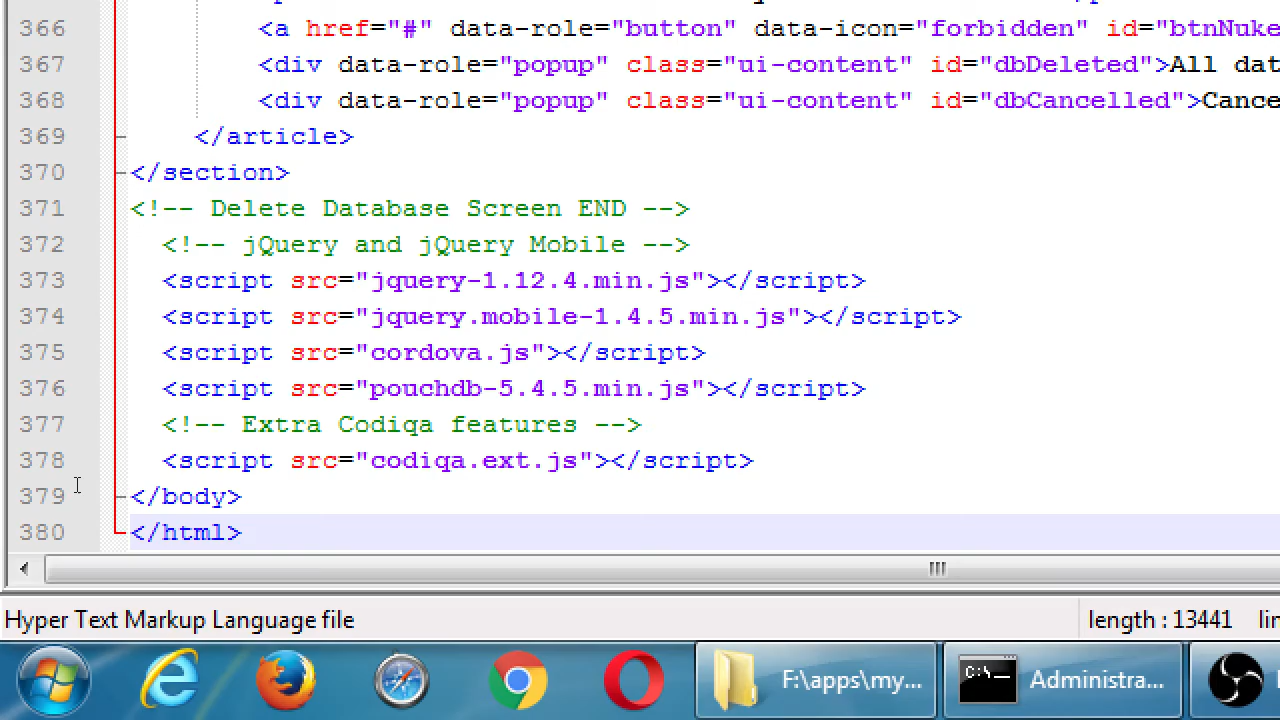 366 <a href="#" data-role="button" data-icon="forbidden" id="btnNuke
367 <div data-role="popup" class="ui-content" id="dbDeleted">All dat
368 <div data-role="popup" class="ui-content" id="dbCancelled">Cance
369 </article>
370 </section>
371 <!-- Delete Database Screen END -->
372 <!-- jQuery and jQuery Mobile -->
373 <script src="jquery-1.12.4.min.js"></script>
374 <script src="jquery.mobile-1.4.5.min.js"></script>
375 <script src="cordova.js"></script>
376 <script src="pouchdb-5.4.5.min.js"></script>
377 <!-- Extra Codiqa features -->
378 <script src="codiqa.ext.js"></script>
379 </body>
380 </html>
Hyper Text Markup Language file length : 13441 lin
F:\apps\my... C:\ Administra...